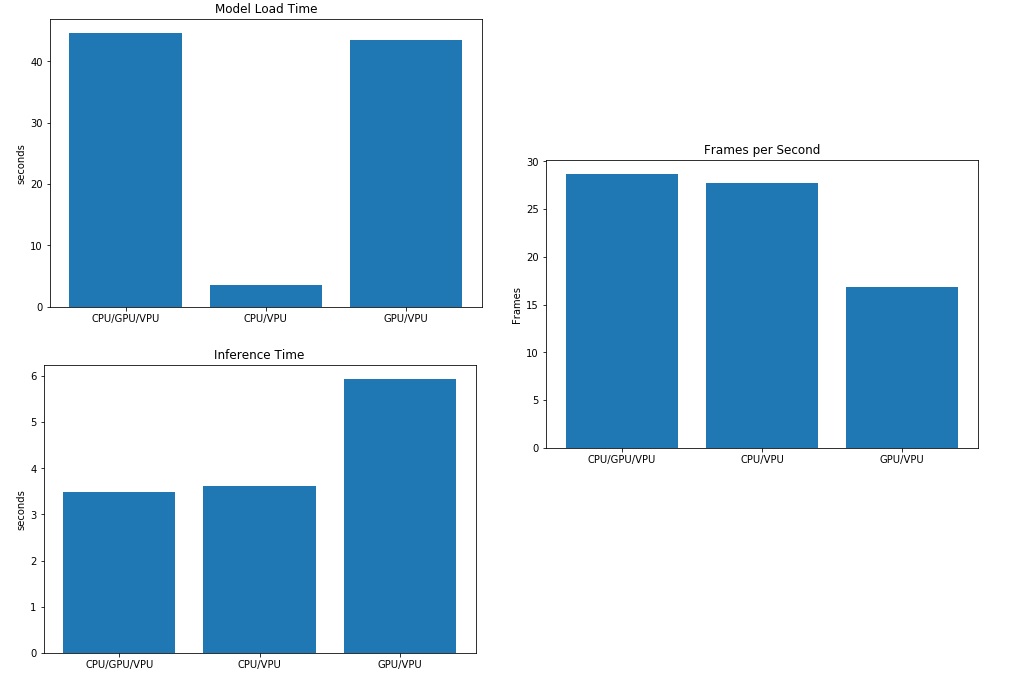 Model Load Time
40
30
20
10
0
seconds
CPU/GPU/VPU CPU/VPU GPU/VPU
Inference Time
6
5
4
3
2
1
0
seconds
CPU/GPU/VPU CPU/VPU GPU/VPU
Frames per Second
30
25
20
15
10
5
0
Frames
CPU/GPU/VPU CPU/VPU GPU/VPU